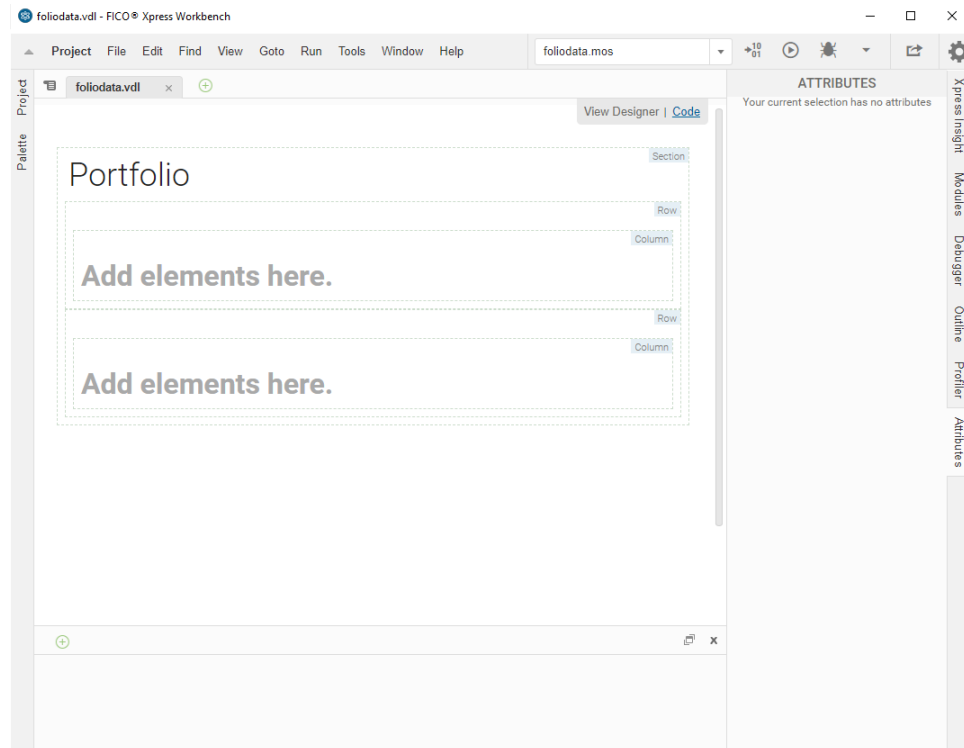 foliodata.vdl - FICO® Xpress Workbench
Project File Edit Find View Goto Run Tools Window Help
foliodata.mos
10
01
Project
Palette
foliodata.vdl
View Designer | Code
Section
Portfolio
Row
Column
Add elements here.
Row
Column
Add elements here.
ATTRIBUTES
Your current selection has no attributes
Xpress Insight
Modules
Debugger
Outline
Profiler
Attributes